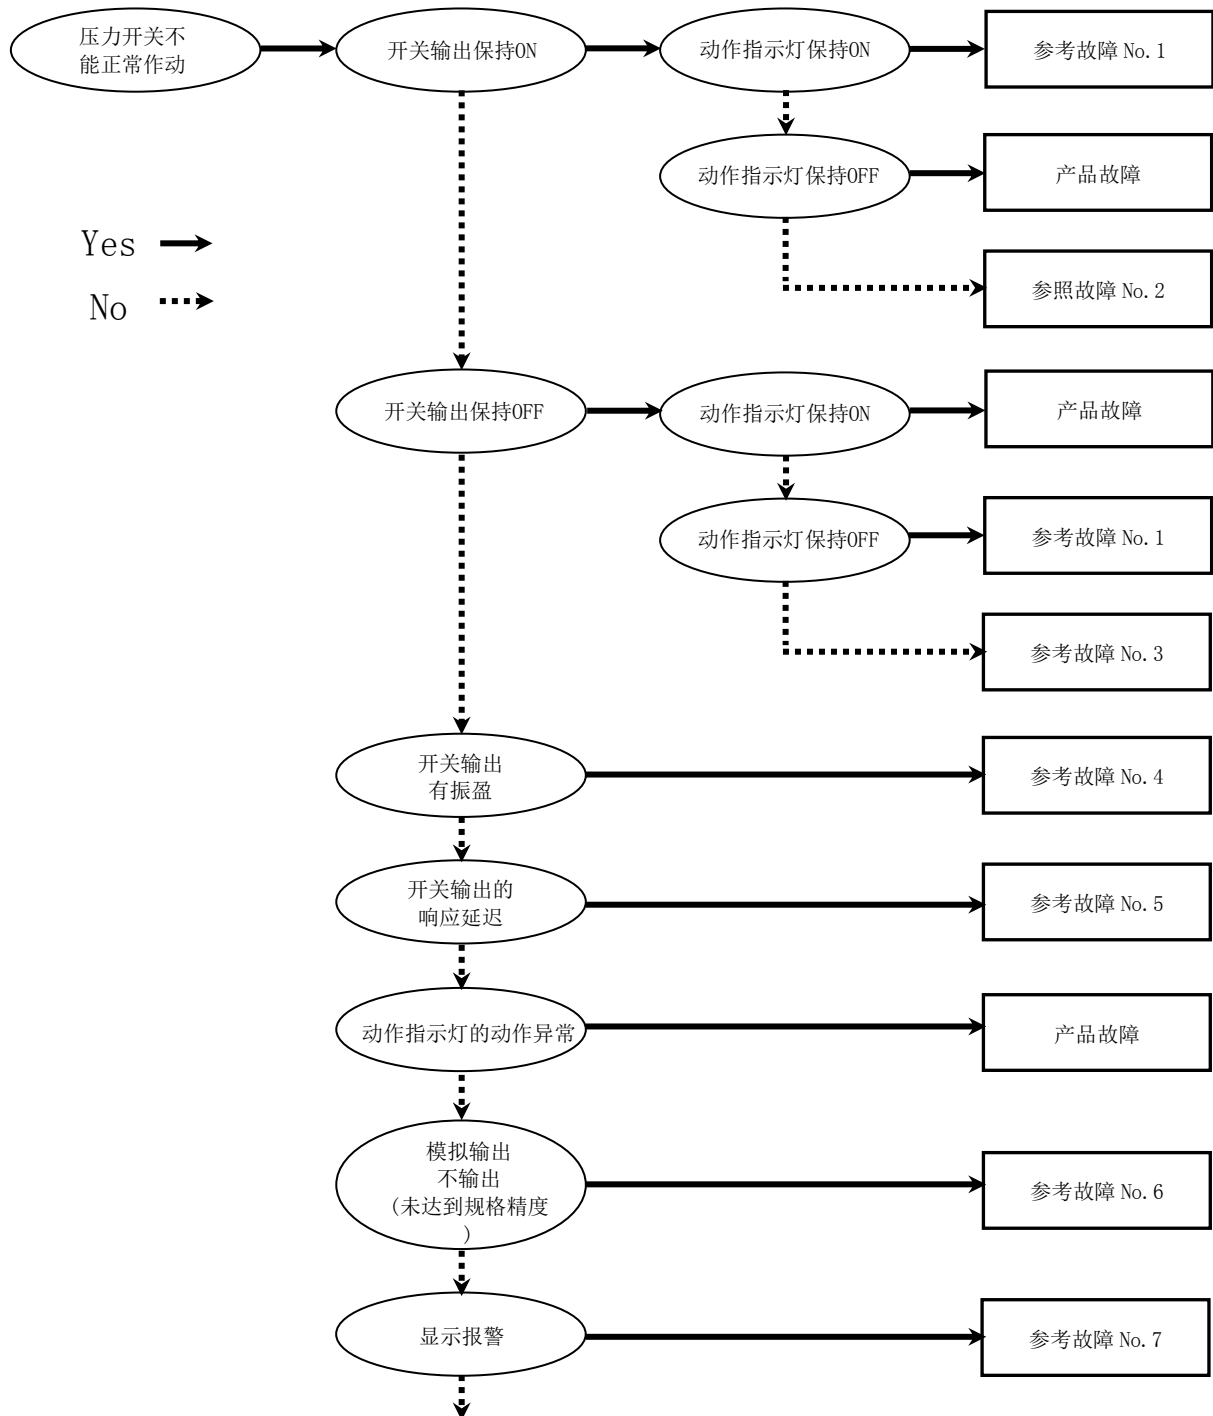 压力开关不
能正常作动
开关输出保持ON
动作指示灯保持ON
参考故障 No.1
动作指示灯保持OFF
产品故障
Yes
No
参照故障 No.2
开关输出保持OFF
动作指示灯保持ON
产品故障
动作指示灯保持OFF
参考故障 No.1
参考故障 No.3
开关输出
有振盈
参考故障 No.4
开关输出的
响应延迟
参考故障 No.5
动作指示灯的动作异常
产品故障
模拟输出
不输出
(未达到规格精度
)
参考故障 No.6
显示报警
参考故障 No.7